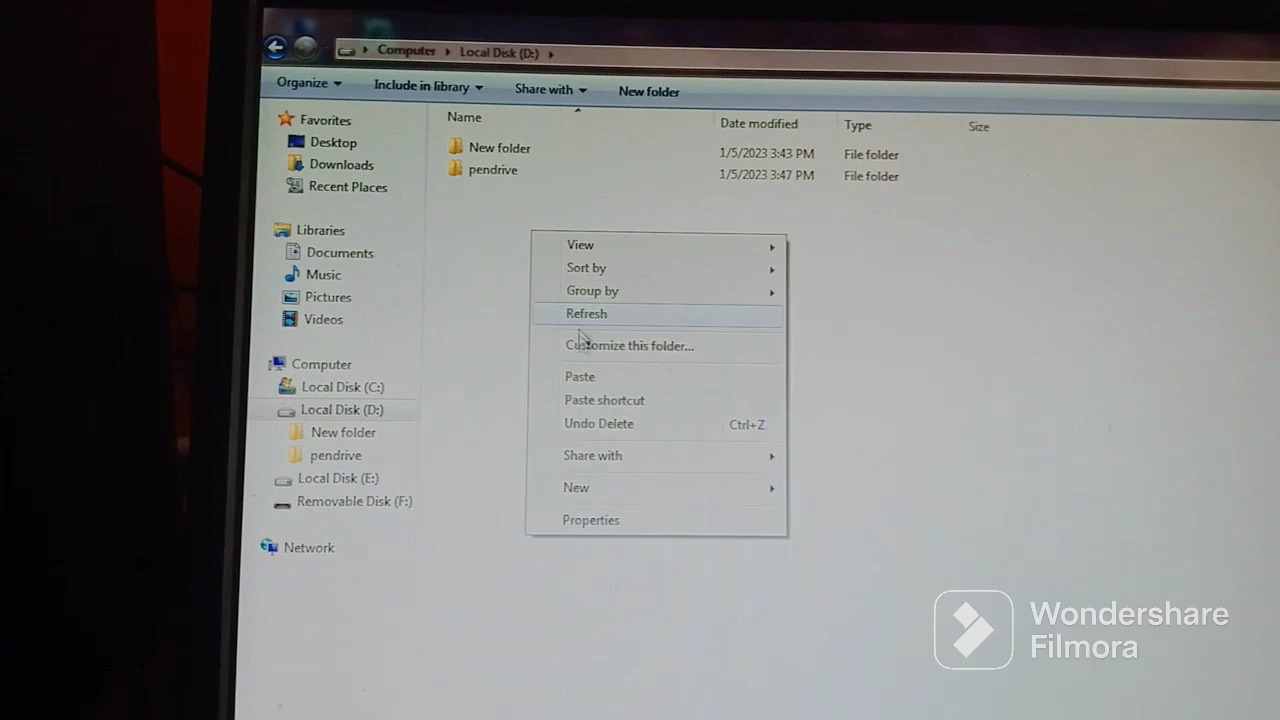 Computer Local Disk (D:)
Organize Include in library Share with New folder
Favorites
Desktop
Downloads
Recent Places
Libraries
Documents
Music
Pictures
Videos
Computer
Local Disk (C:)
Local Disk (D:)
New folder
pendrive
Local Disk (E:)
Removable Disk (F:)
Network
Name Date modified Type Size
New folder 1/5/2023 3:43 PM File folder
pendrive 1/5/2023 3:47 PM File folder
View
Sort by
Group by
Refresh
Customize this folder...
Paste
Paste shortcut
Undo Delete Ctrl+Z
Share with
New
Properties
Wondershare
Filmora